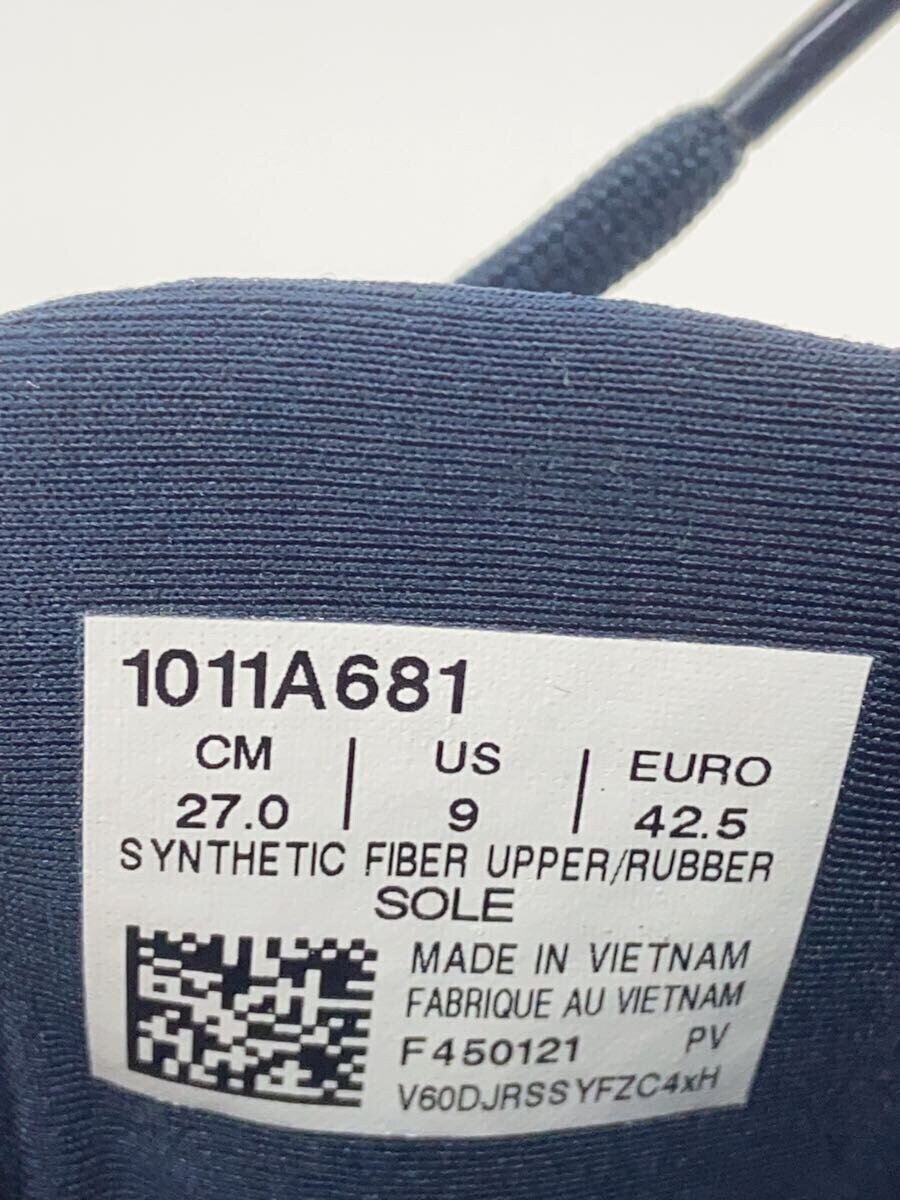 1011A681
CM | US | EURO
27.0 | 9 | 42.5
SYNTHETIC FIBER UPPER/RUBBER
SOLE
MADE IN VIETNAM
FABRIQUE AU VIETNAM
F450121 PV
V60DJRSSYFZC4xH